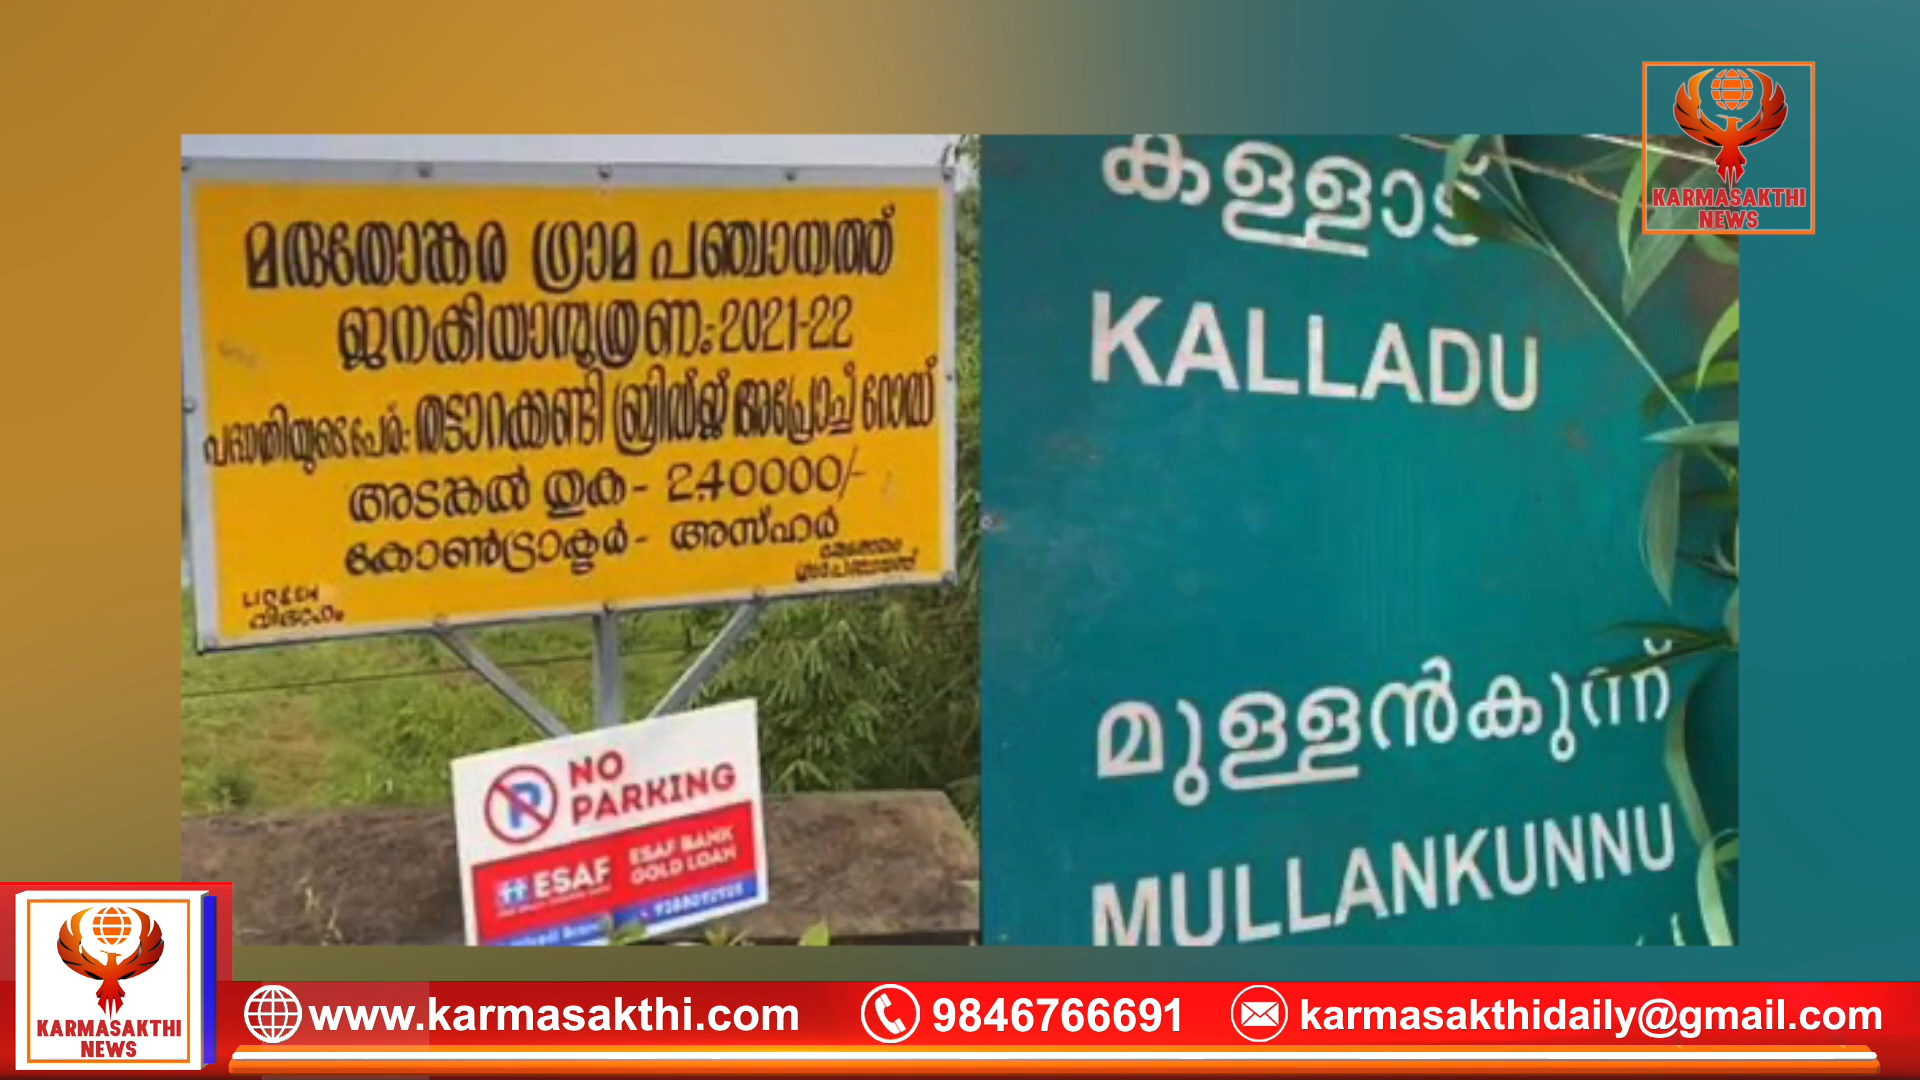 മരുതോങ്കര ഗ്രാമ പഞ്ചായത്ത്
ജനകിയാസൂത്രണം:2021-22
പദ്ധതിയുടെ പേര്: തടാറക്കണ്ടി ബ്രിഡ്ജ് അപ്രോച്ച് റോഡ്
അടങ്കൽ തുക - 240000/-
കോൺട്രാക്ടർ - അസ്ഹർ
വിഭാഗം
NO
PARKING
ESAF
ESAF BANK
GOLD LOAN
കള്ളാട്
KALLADU
മുള്ളൻകുന്ന്
MULLANKUNNU
KARMASAKTHI
NEWS
KARMASAKTHI
NEWS
www.karmasakthi.com
9846766691
karmasakthidaily@gmail.com